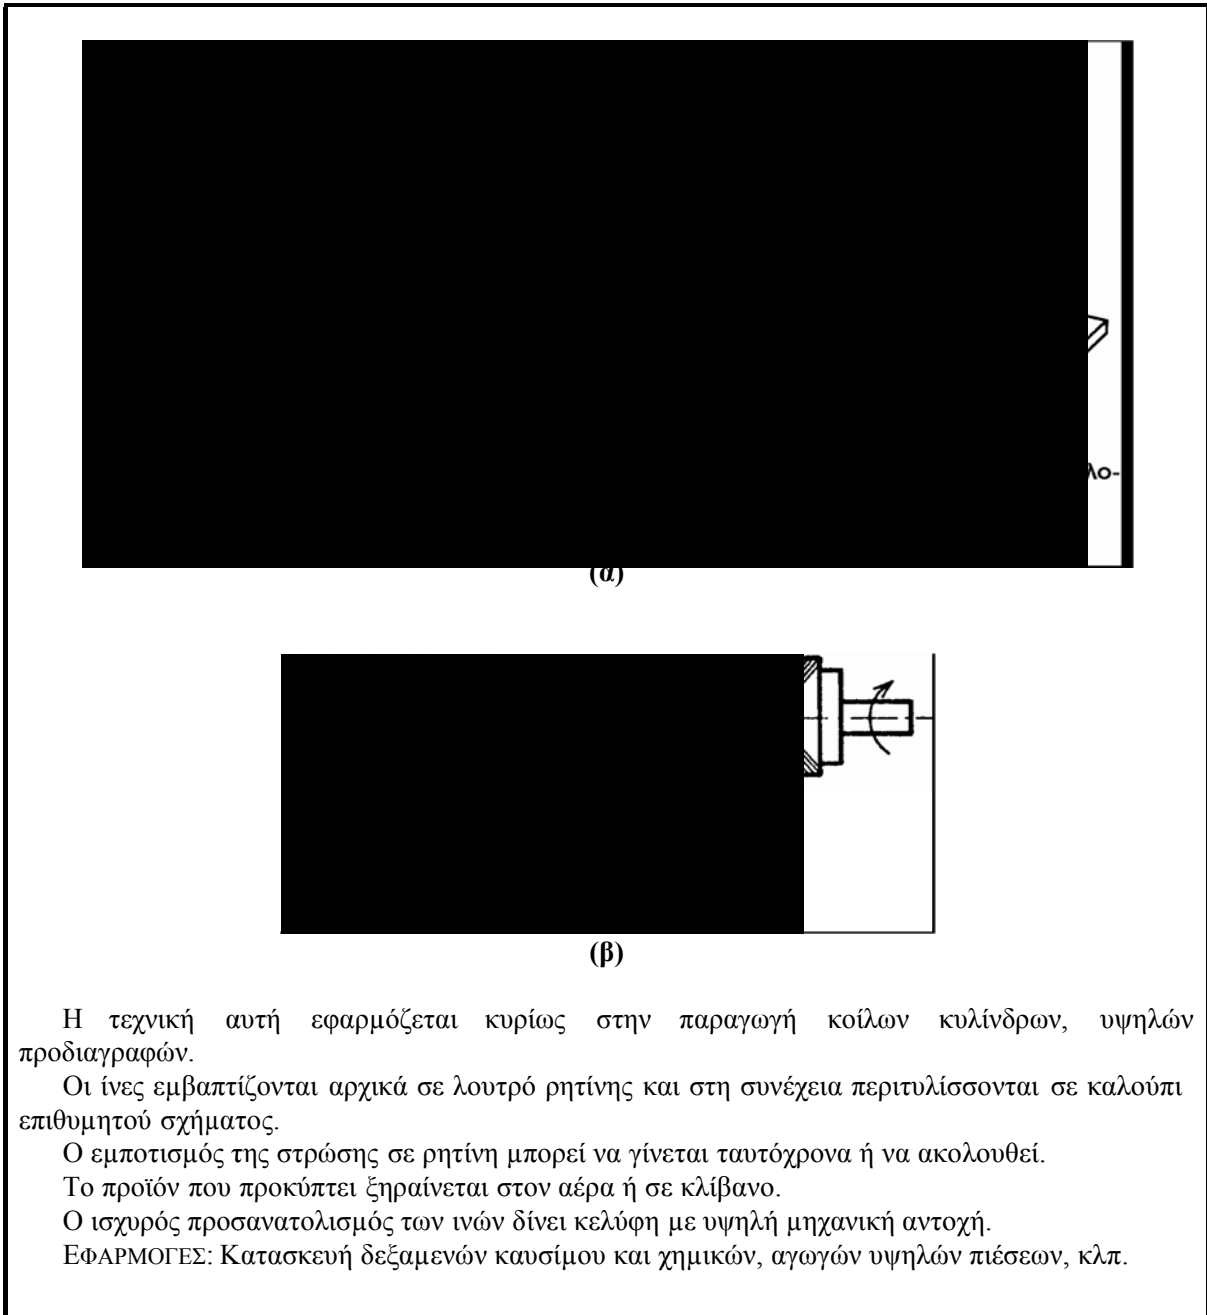 λο-
(α)
(β)
Η τεχνική αυτή εφαρμόζεται κυρίως στην παραγωγή κοίλων κυλίνδρων, υψηλών
προδιαγραφών.
Οι ίνες εμβαπτίζονται αρχικά σε λουτρό ρητίνης και στη συνέχεια περιτυλίσσονται σε καλούπι
επιθυμητού σχήματος.
Ο εμποτισμός της στρώσης σε ρητίνη μπορεί να γίνεται ταυτόχρονα ή να ακολουθεί.
Το προϊόν που προκύπτει ξηραίνεται στον αέρα ή σε κλίβανο.
Ο ισχυρός προσανατολισμός των ινών δίνει κελύφη με υψηλή μηχανική αντοχή.
ΕΦΑΡΜΟΓΕΣ: Κατασκευή δεξαμενών καυσίμου και χημικών, αγωγών υψηλών πιέσεων, κλπ.